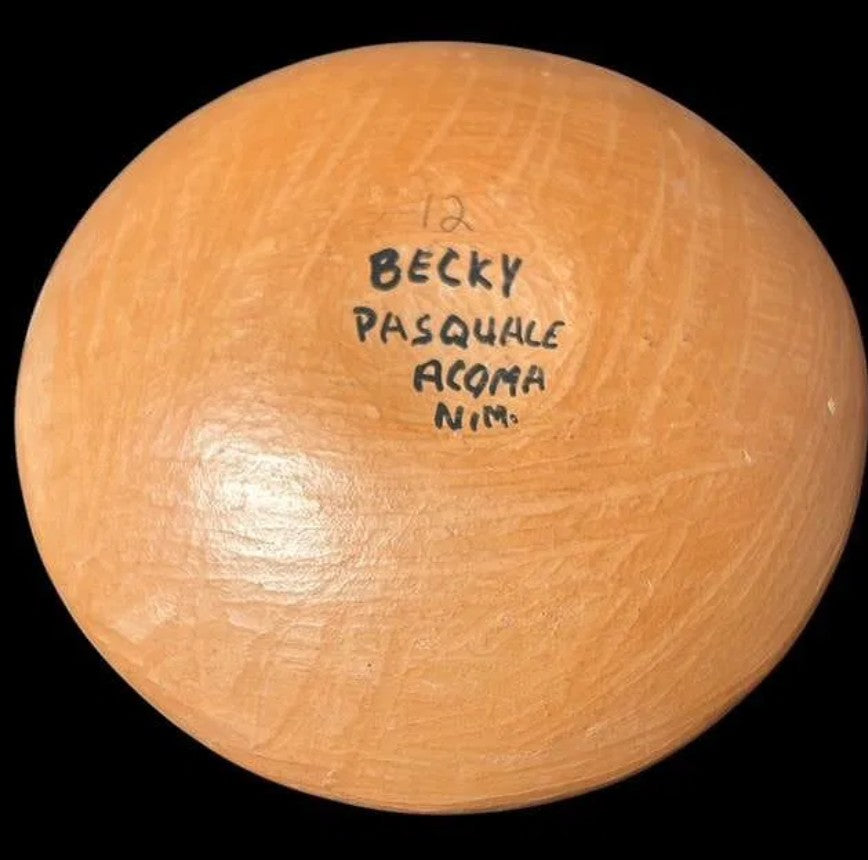 12
BECKY
PASQUALE
ACOMA
N.M.